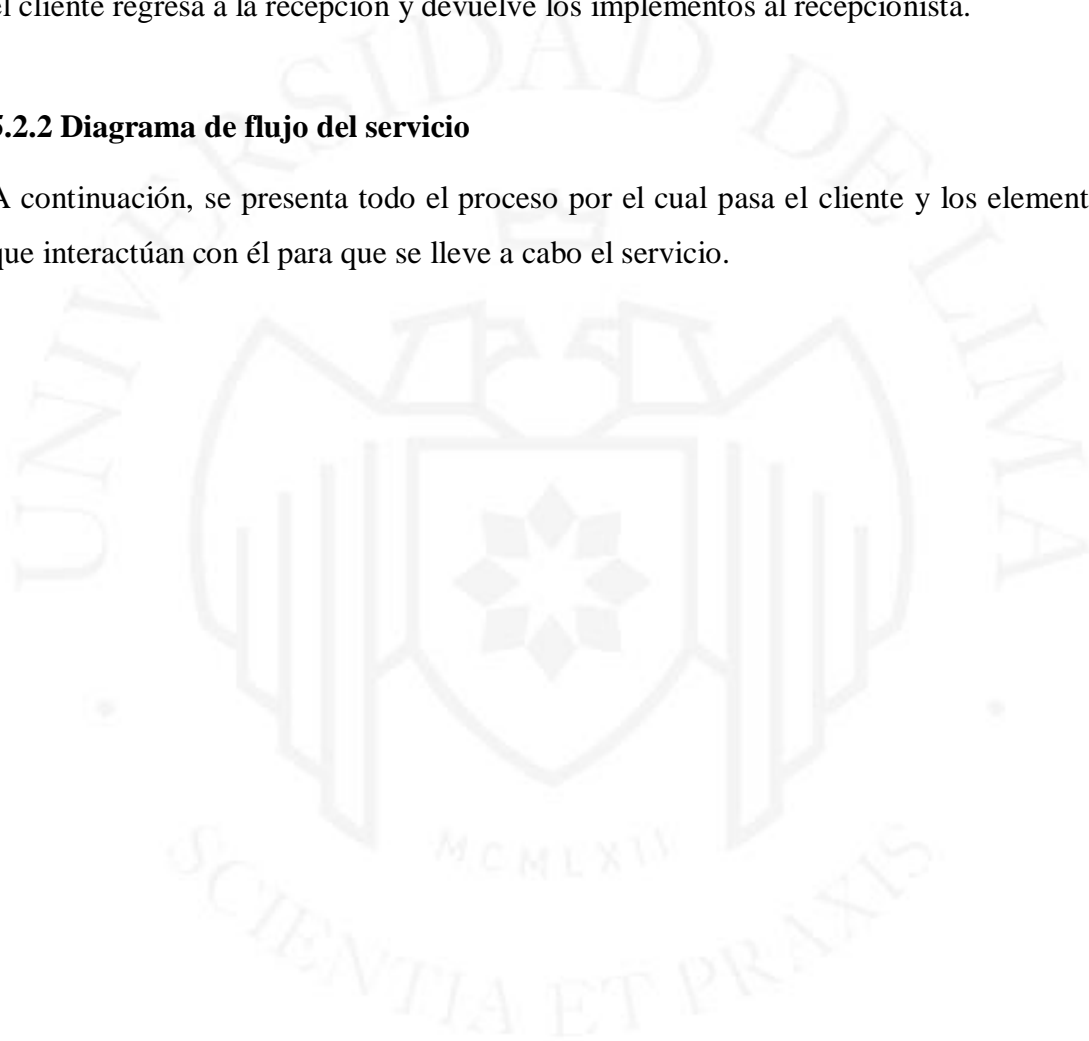 el cliente regresa a la recepción y devuelve los implementos al recepcionista.
5.2.2 Diagrama de flujo del servicio
A continuación, se presenta todo el proceso por el cual pasa el cliente y los element
que interactúan con él para que se lleve a cabo el servicio.
UNIVERSIDAD DE LIMA
MCMLXII
SCIENTIA ET PRAXIS